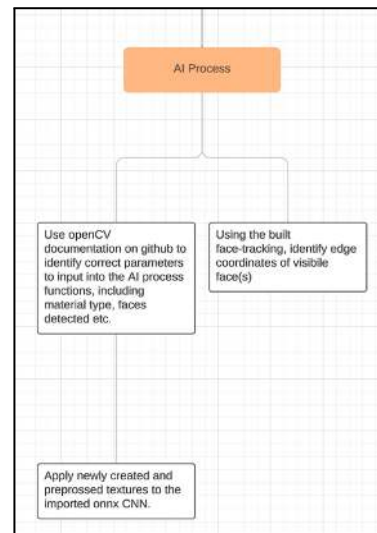 AI Process
Use openCV
documentation on github to
identify correct parameters
to input into the AI process
functions, including
material type, faces
detected etc.
Using the built
face-tracking, identify edge
coordinates of visibile
face(s)
Apply newly created and
preprossed textures to the
imported onnx CNN.